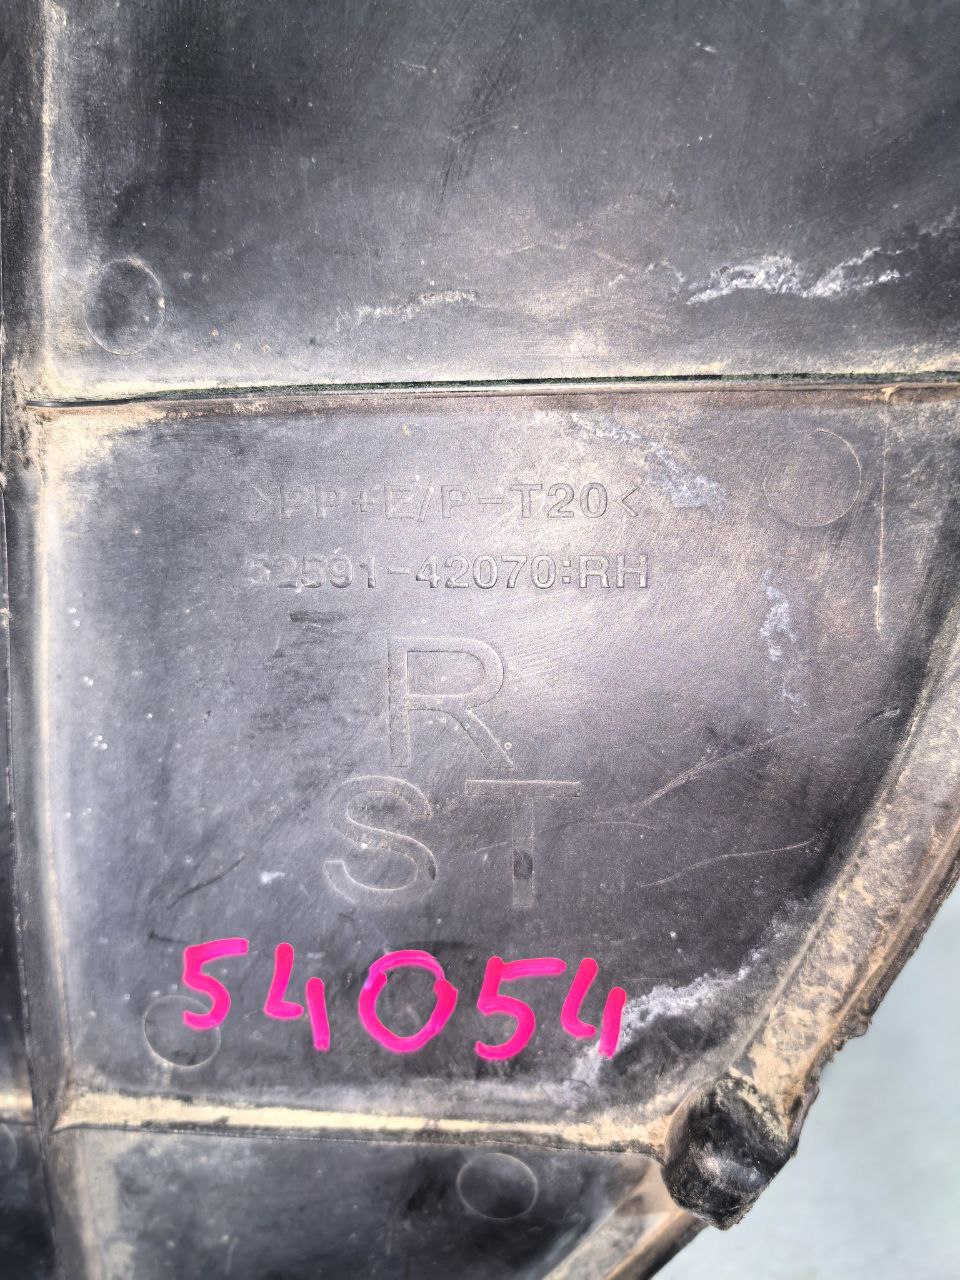 >PP+E/P-T20<
52591-42070:RH
R
ST
54054